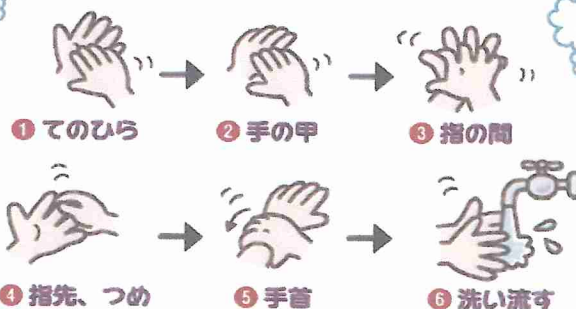 ❶ てのひら
❷ 手の甲
❸ 指の間
❹ 指先、つめ
❺ 手首
❻ 洗い流す